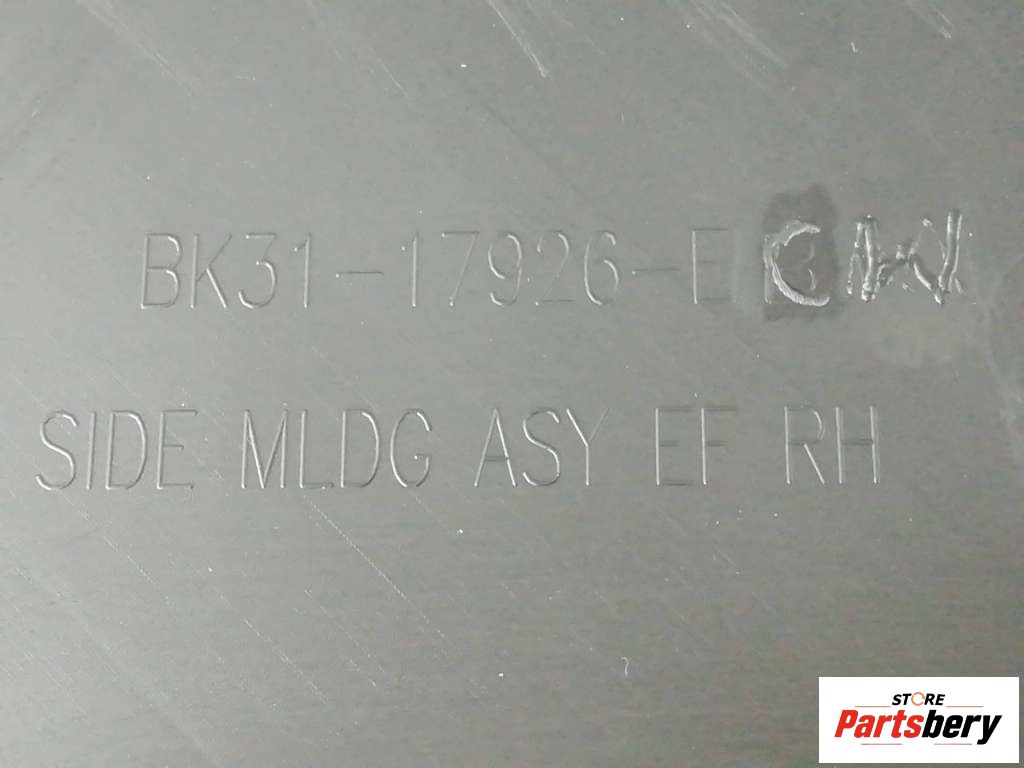 BK31-17926-E C
SIDE MLDG ASY EF RH
STORE
Partsbery